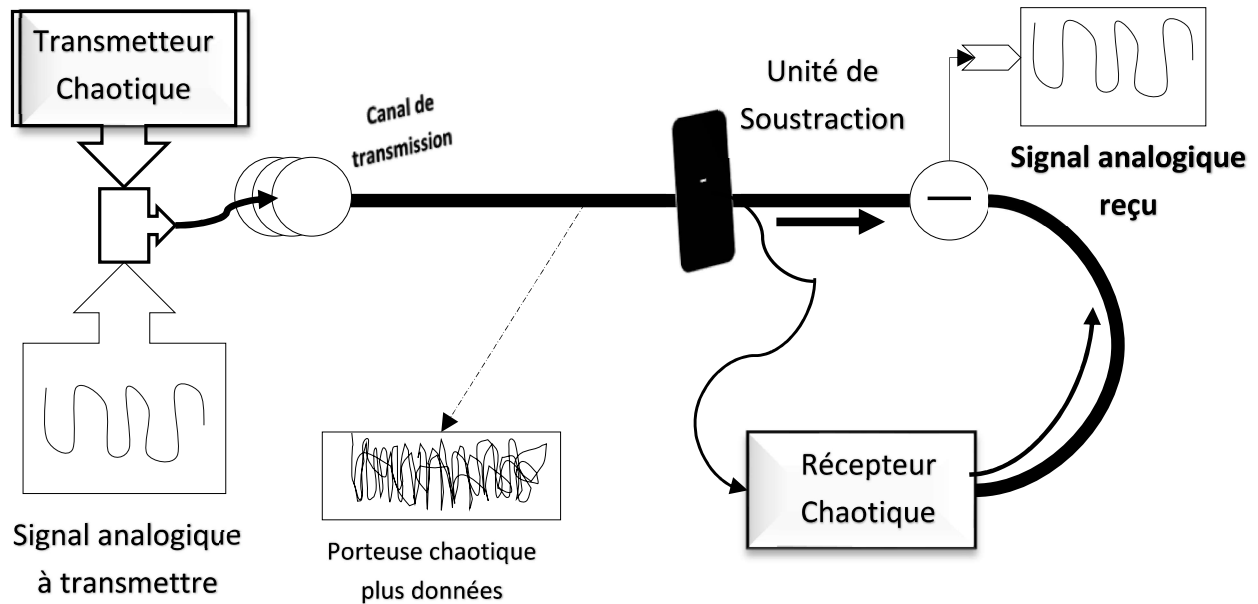 Transmetteur
Chaotique
Canal de
transmission
Unité de
Soustraction
Signal analogique
reçu
Récepteur
Chaotique
Signal analogique
à transmettre
Porteuse chaotique
plus données